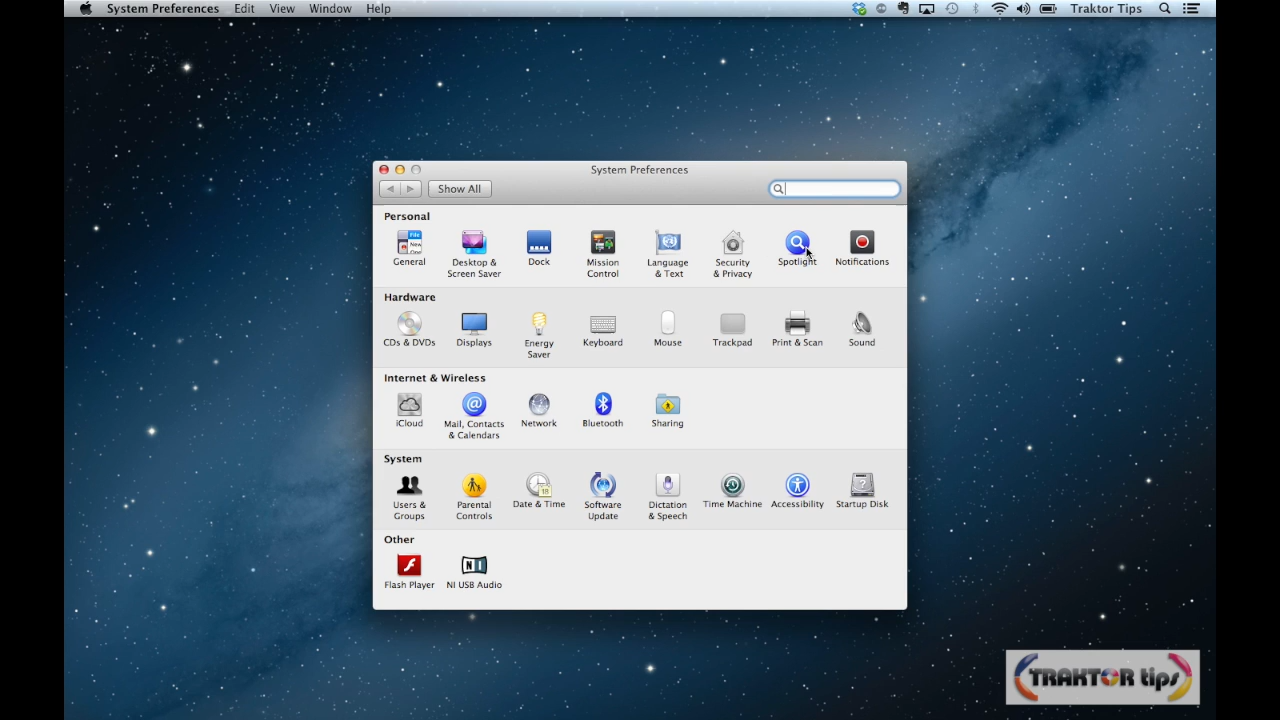 System Preferences Edit View Window Help Traktor Tips
System Preferences
Show All
Personal
General
Desktop &
Screen Saver
Dock
Mission
Control
Language
& Text
Security
& Privacy
Spotlight
Notifications
Hardware
CDs & DVDs
Displays
Energy
Saver
Keyboard
Mouse
Trackpad
Print & Scan
Sound
Internet & Wireless
iCloud
Mail, Contacts
& Calendars
Network
Bluetooth
Sharing
System
Users &
Groups
Parental
Controls
Date & Time
Software
Update
Dictation
& Speech
Time Machine
Accessibility
Startup Disk
Other
Flash Player
NI USB Audio
TRAKTOR tips